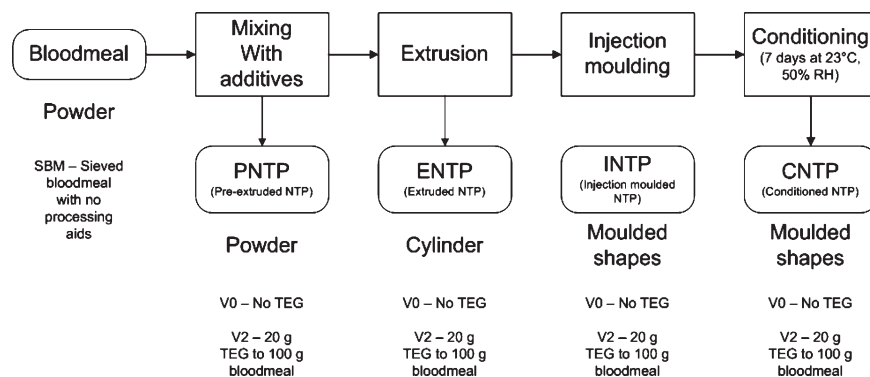 Bloodmeal
Mixing
With
additives
Extrusion
Injection
moulding
Conditioning
(7 days at 23°C,
50% RH)
Powder
SBM – Sieved
bloodmeal
with no
processing
aids
PNTP
(Pre-extruded NTP)
ENTP
(Extruded NTP)
INTP
(Injection moulded
NTP)
CNTP
(Conditioned NTP)
Powder
Cylinder
Moulded
shapes
Moulded
shapes
V0 – No TEG
V0 – No TEG
V0 – No TEG
V0 – No TEG
V2 – 20 g
TEG to 100 g
bloodmeal
V2 – 20 g
TEG to 100 g
bloodmeal
V2 – 20 g
TEG to 100 g
bloodmeal
V2 – 20 g
TEG to 100 g
bloodmeal